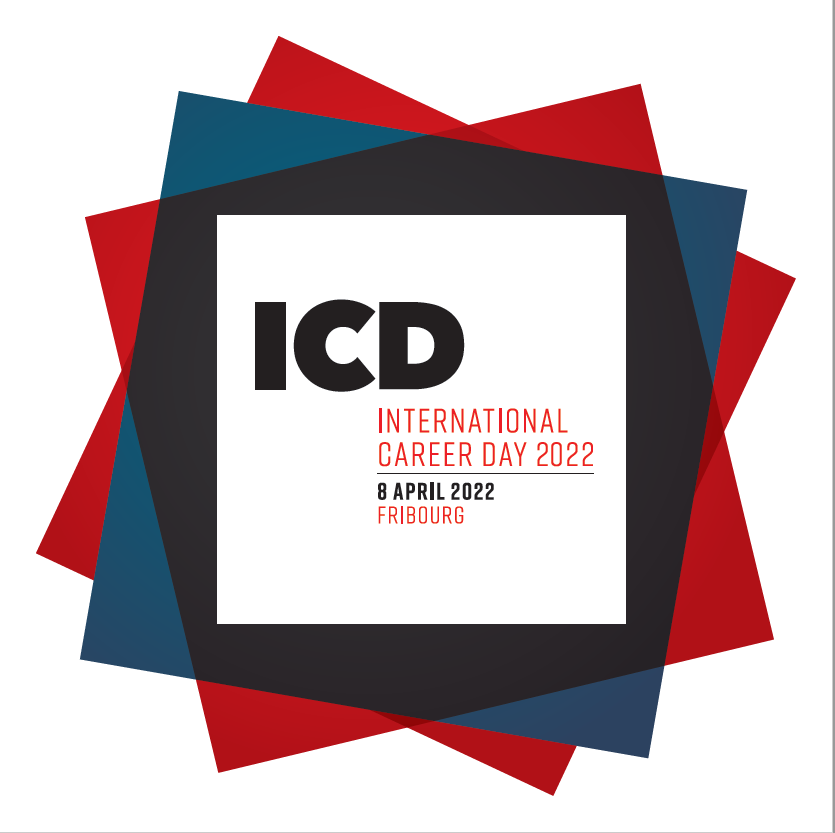 ICD
INTERNATIONAL
CAREER DAY 2022
8 APRIL 2022
FRIBOURG